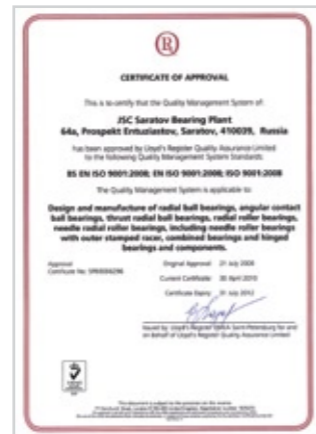 CERTIFICATE OF APPROVAL
This is to certify that the Quality Management System of:
JSC Saratov Bearing Plant
64a, Prospekt Entuziastov, Saratov, 410039, Russia
has been approved by Lloyd's Register Quality Assurance Limited
to the following Quality Management System Standards:
BS EN ISO 9001:2008; EN ISO 9001:2008; ISO 9001:2008
The Quality Management System is applicable to:
Design and manufacture of radial ball bearings, angular contact
ball bearings, thrust radial ball bearings, radial roller bearings,
needle radial roller bearings, including needle roller bearings
with outer stamped racer, combined bearings and hinged
bearings and components.
Approval
Certificate No:
Original Approval: 21 July 2006
Current Certificate: 30 April 2010
Certificate Expiry: 31 July 2012
Issued by: Lloyd's Register EMEA Saint-Petersburg for and
on behalf of Lloyd's Register Quality Assurance Limited